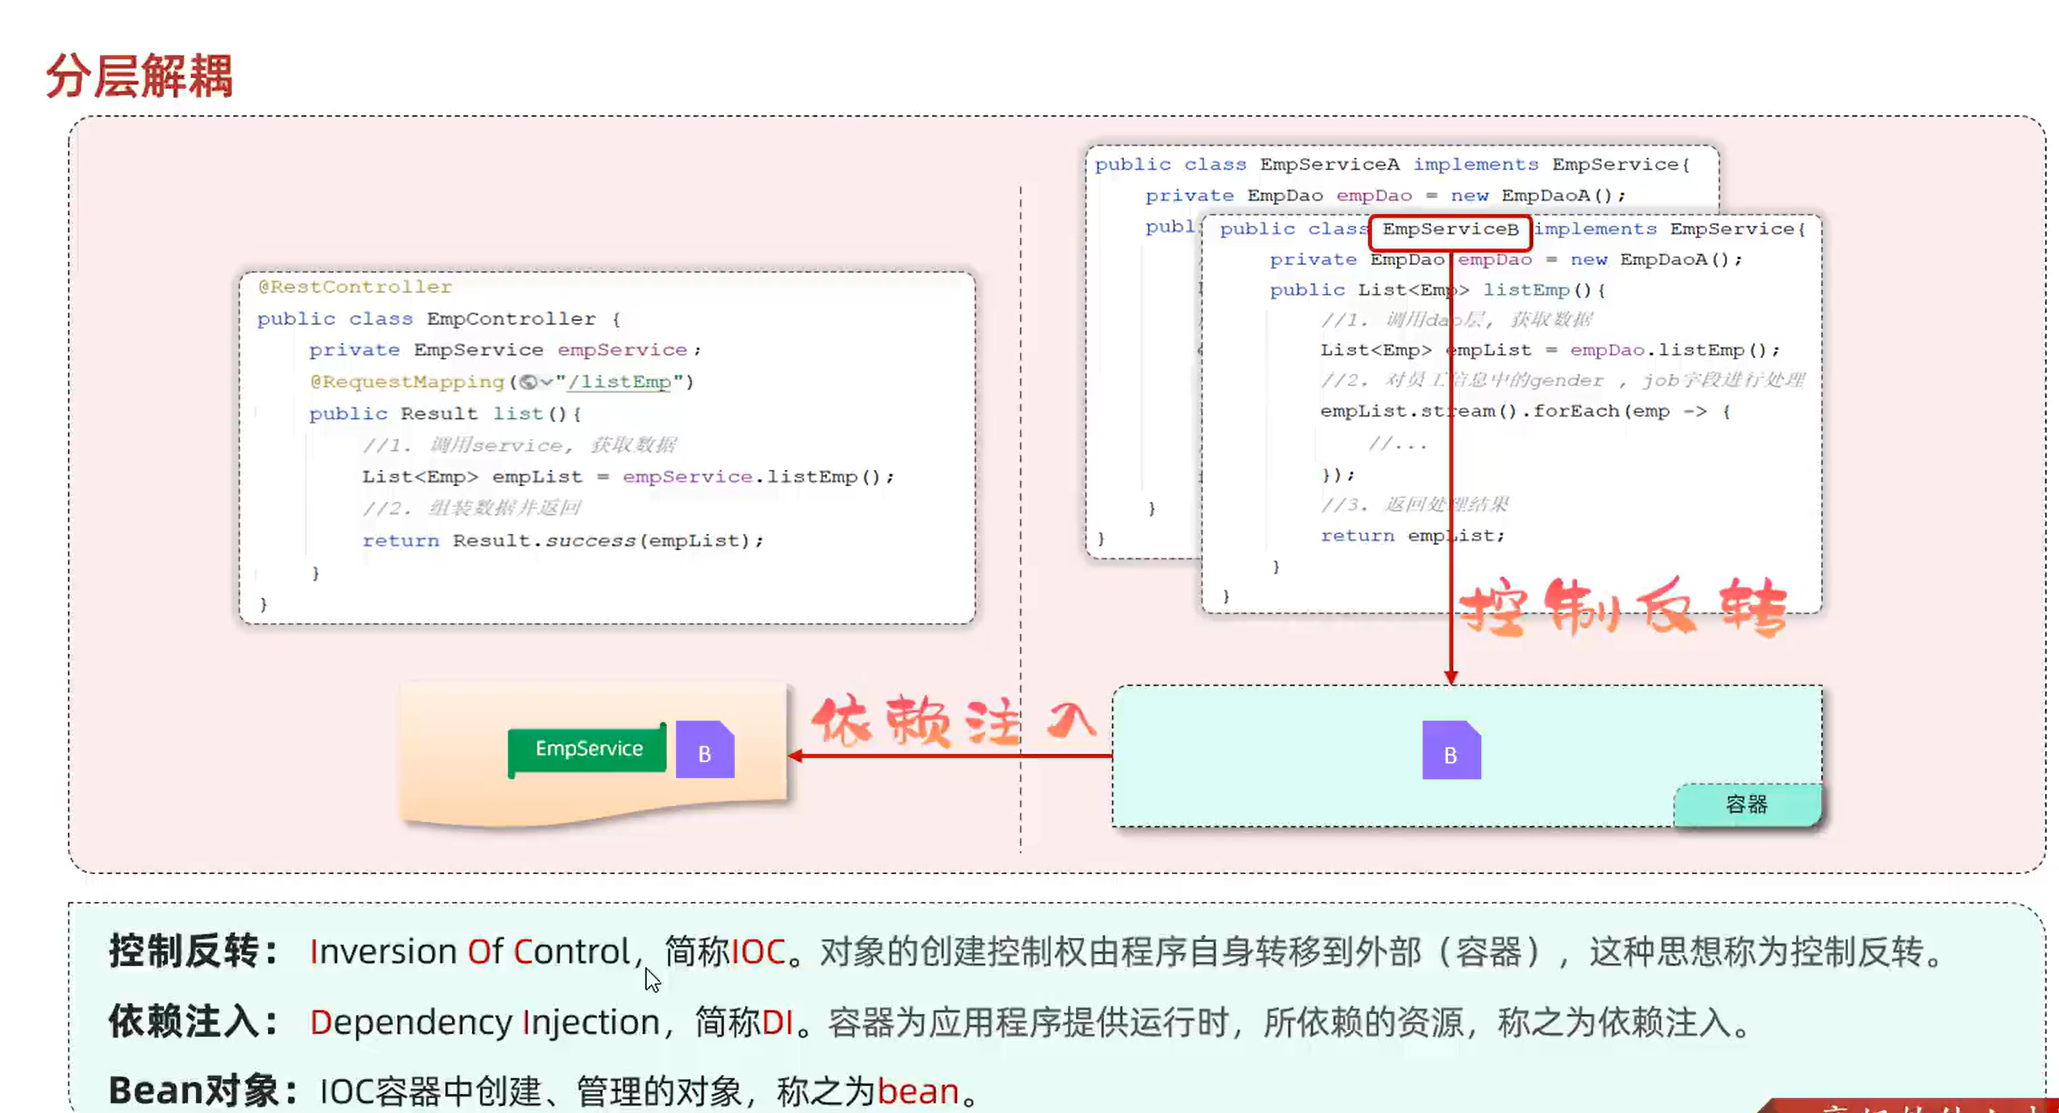 分层解耦
@RestController
public class EmpController {
private EmpService empService;
@RequestMapping("/listEmp")
public Result list(){
//1. 调用service, 获取数据
List<Emp> empList = empService.listEmp();
//2. 组装数据并返回
return Result.success(empList);
}
}
public class EmpServiceA implements EmpService{
private EmpDao empDao = new EmpDaoA();
publ
}
}
public class EmpServiceB implements EmpService{
private EmpDao empDao = new EmpDaoA();
public List<Emp> listEmp(){
//1. 调用dao层, 获取数据
List<Emp> empList = empDao.listEmp();
//2. 对员工信息中的gender , job字段进行处理
empList.stream().forEach(emp -> {
//...
});
//3. 返回处理结果
return empList;
}
}
控制反转
依赖注入
EmpService
B
B
容器
控制反转： Inversion Of Control，简称IOC。对象的创建控制权由程序自身转移到外部（容器），这种思想称为控制反转。
依赖注入： Dependency Injection，简称DI。容器为应用程序提供运行时，所依赖的资源，称之为依赖注入。
Bean对象：IOC容器中创建、管理的对象，称之为bean。